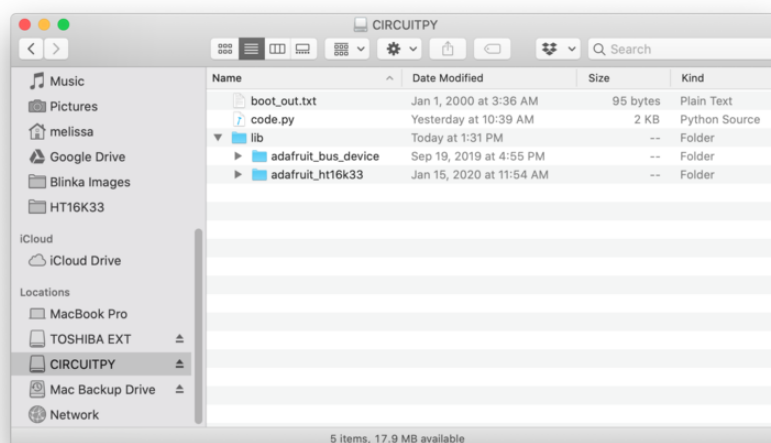 CIRCUITPY
Search
Music
Pictures
melissa
Google Drive
Blinka Images
HT16K33
iCloud
iCloud Drive
Locations
MacBook Pro
TOSHIBA EXT
CIRCUITPY
Mac Backup Drive
Network
Name Date Modified Size Kind
boot_out.txt Jan 1, 2000 at 3:36 AM 95 bytes Plain Text
code.py Yesterday at 10:39 AM 2 KB Python Source
lib Today at 1:31 PM -- Folder
adafruit_bus_device Sep 19, 2019 at 4:55 PM -- Folder
adafruit_ht16k33 Jan 15, 2020 at 11:54 AM -- Folder
5 items, 17.9 MB available